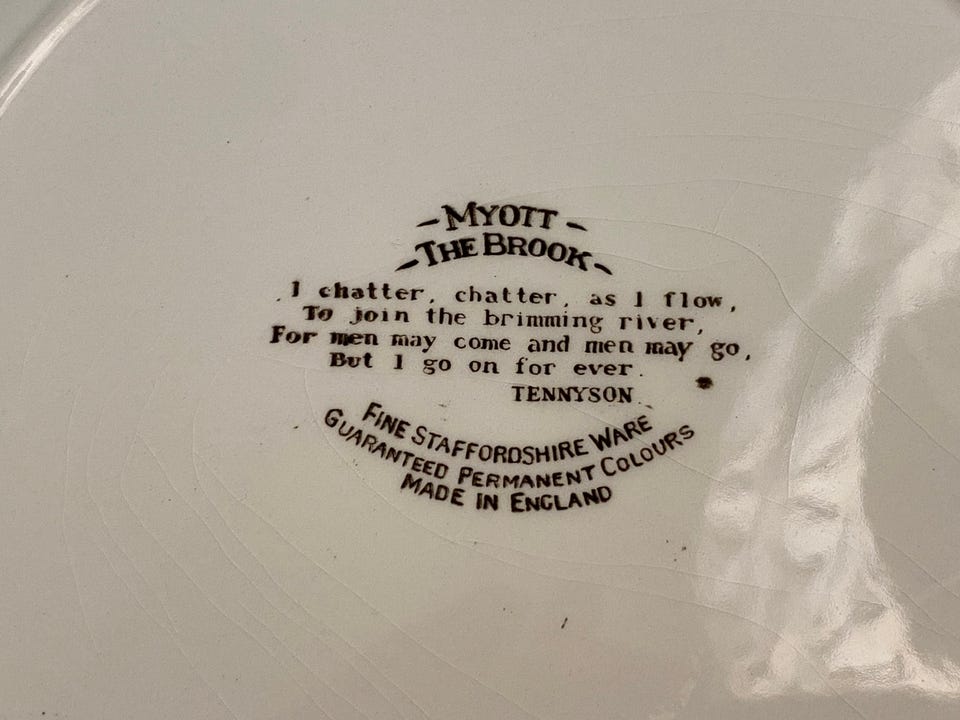 - MYOTT -
- THE BROOK -
I chatter, chatter, as I flow,
To join the brimming river,
For men may come and men may go,
But I go on for ever.
TENNYSON.
FINE STAFFORDSHIRE WARE
GUARANTEED PERMANENT COLOURS
MADE IN ENGLAND